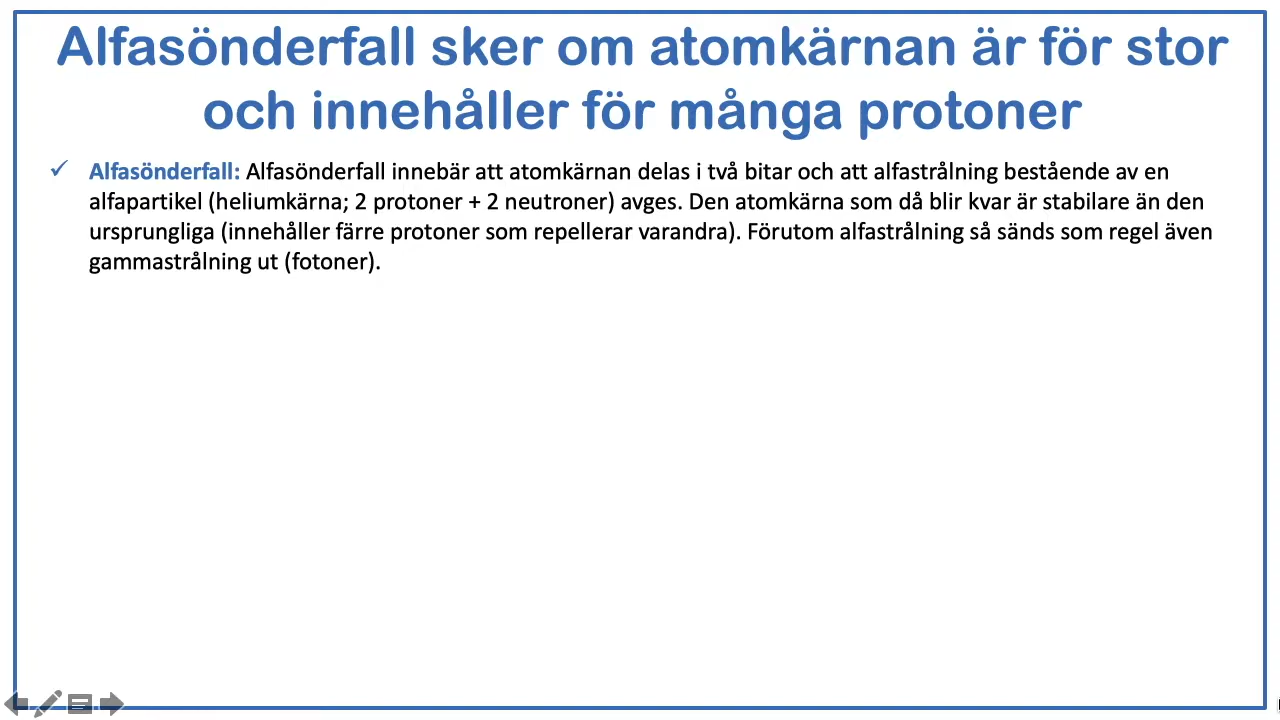 Alfasönderfall sker om atomkärnan är för stor
och innehåller för många protoner
✓ Alfasönderfall: Alfasönderfall innebär att atomkärnan delas i två bitar och att alfastrålning bestående av en
alfapartikel (heliumkärna; 2 protoner + 2 neutroner) avges. Den atomkärna som då blir kvar är stabilare än den
ursprungliga (innehåller färre protoner som repellerar varandra). Förutom alfastrålning så sänds som regel även
gammastrålning ut (fotoner).